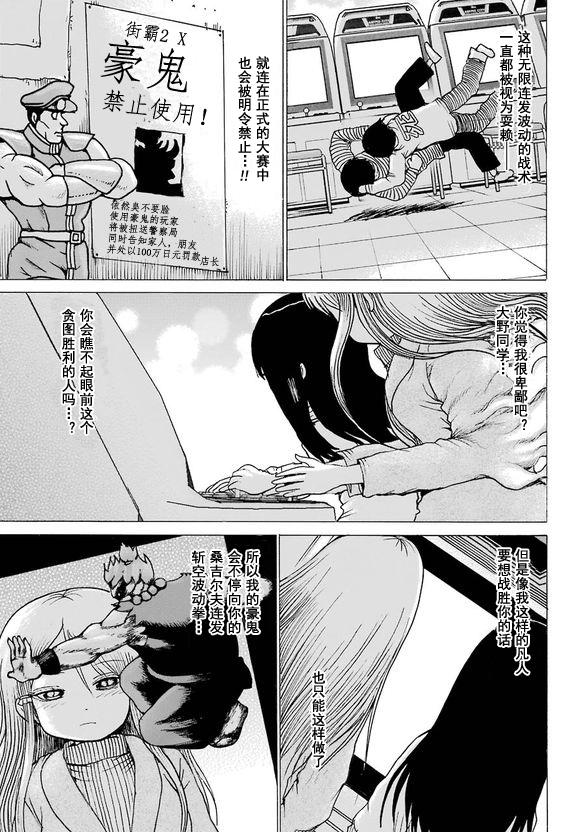 这种无限连发波动的战术
一直都被视为耍赖…
就连在正式的大赛中
也会被明令禁止…!!
街霸2 X
豪鬼
禁止使用!
依然臭不要脸
使用豪鬼的玩家
将被扭送警察局
同时告知家人,朋友
并处以100万日元罚款
店长
你觉得我很卑鄙吧?
大野同学…
你会瞧不起眼前这个
贪图胜利的人吗…?
但是像我这样的凡人
要想战胜你的话
也只能这样做了
所以我的豪鬼
会不停向你的
桑吉尔夫连发
斩空波动拳…